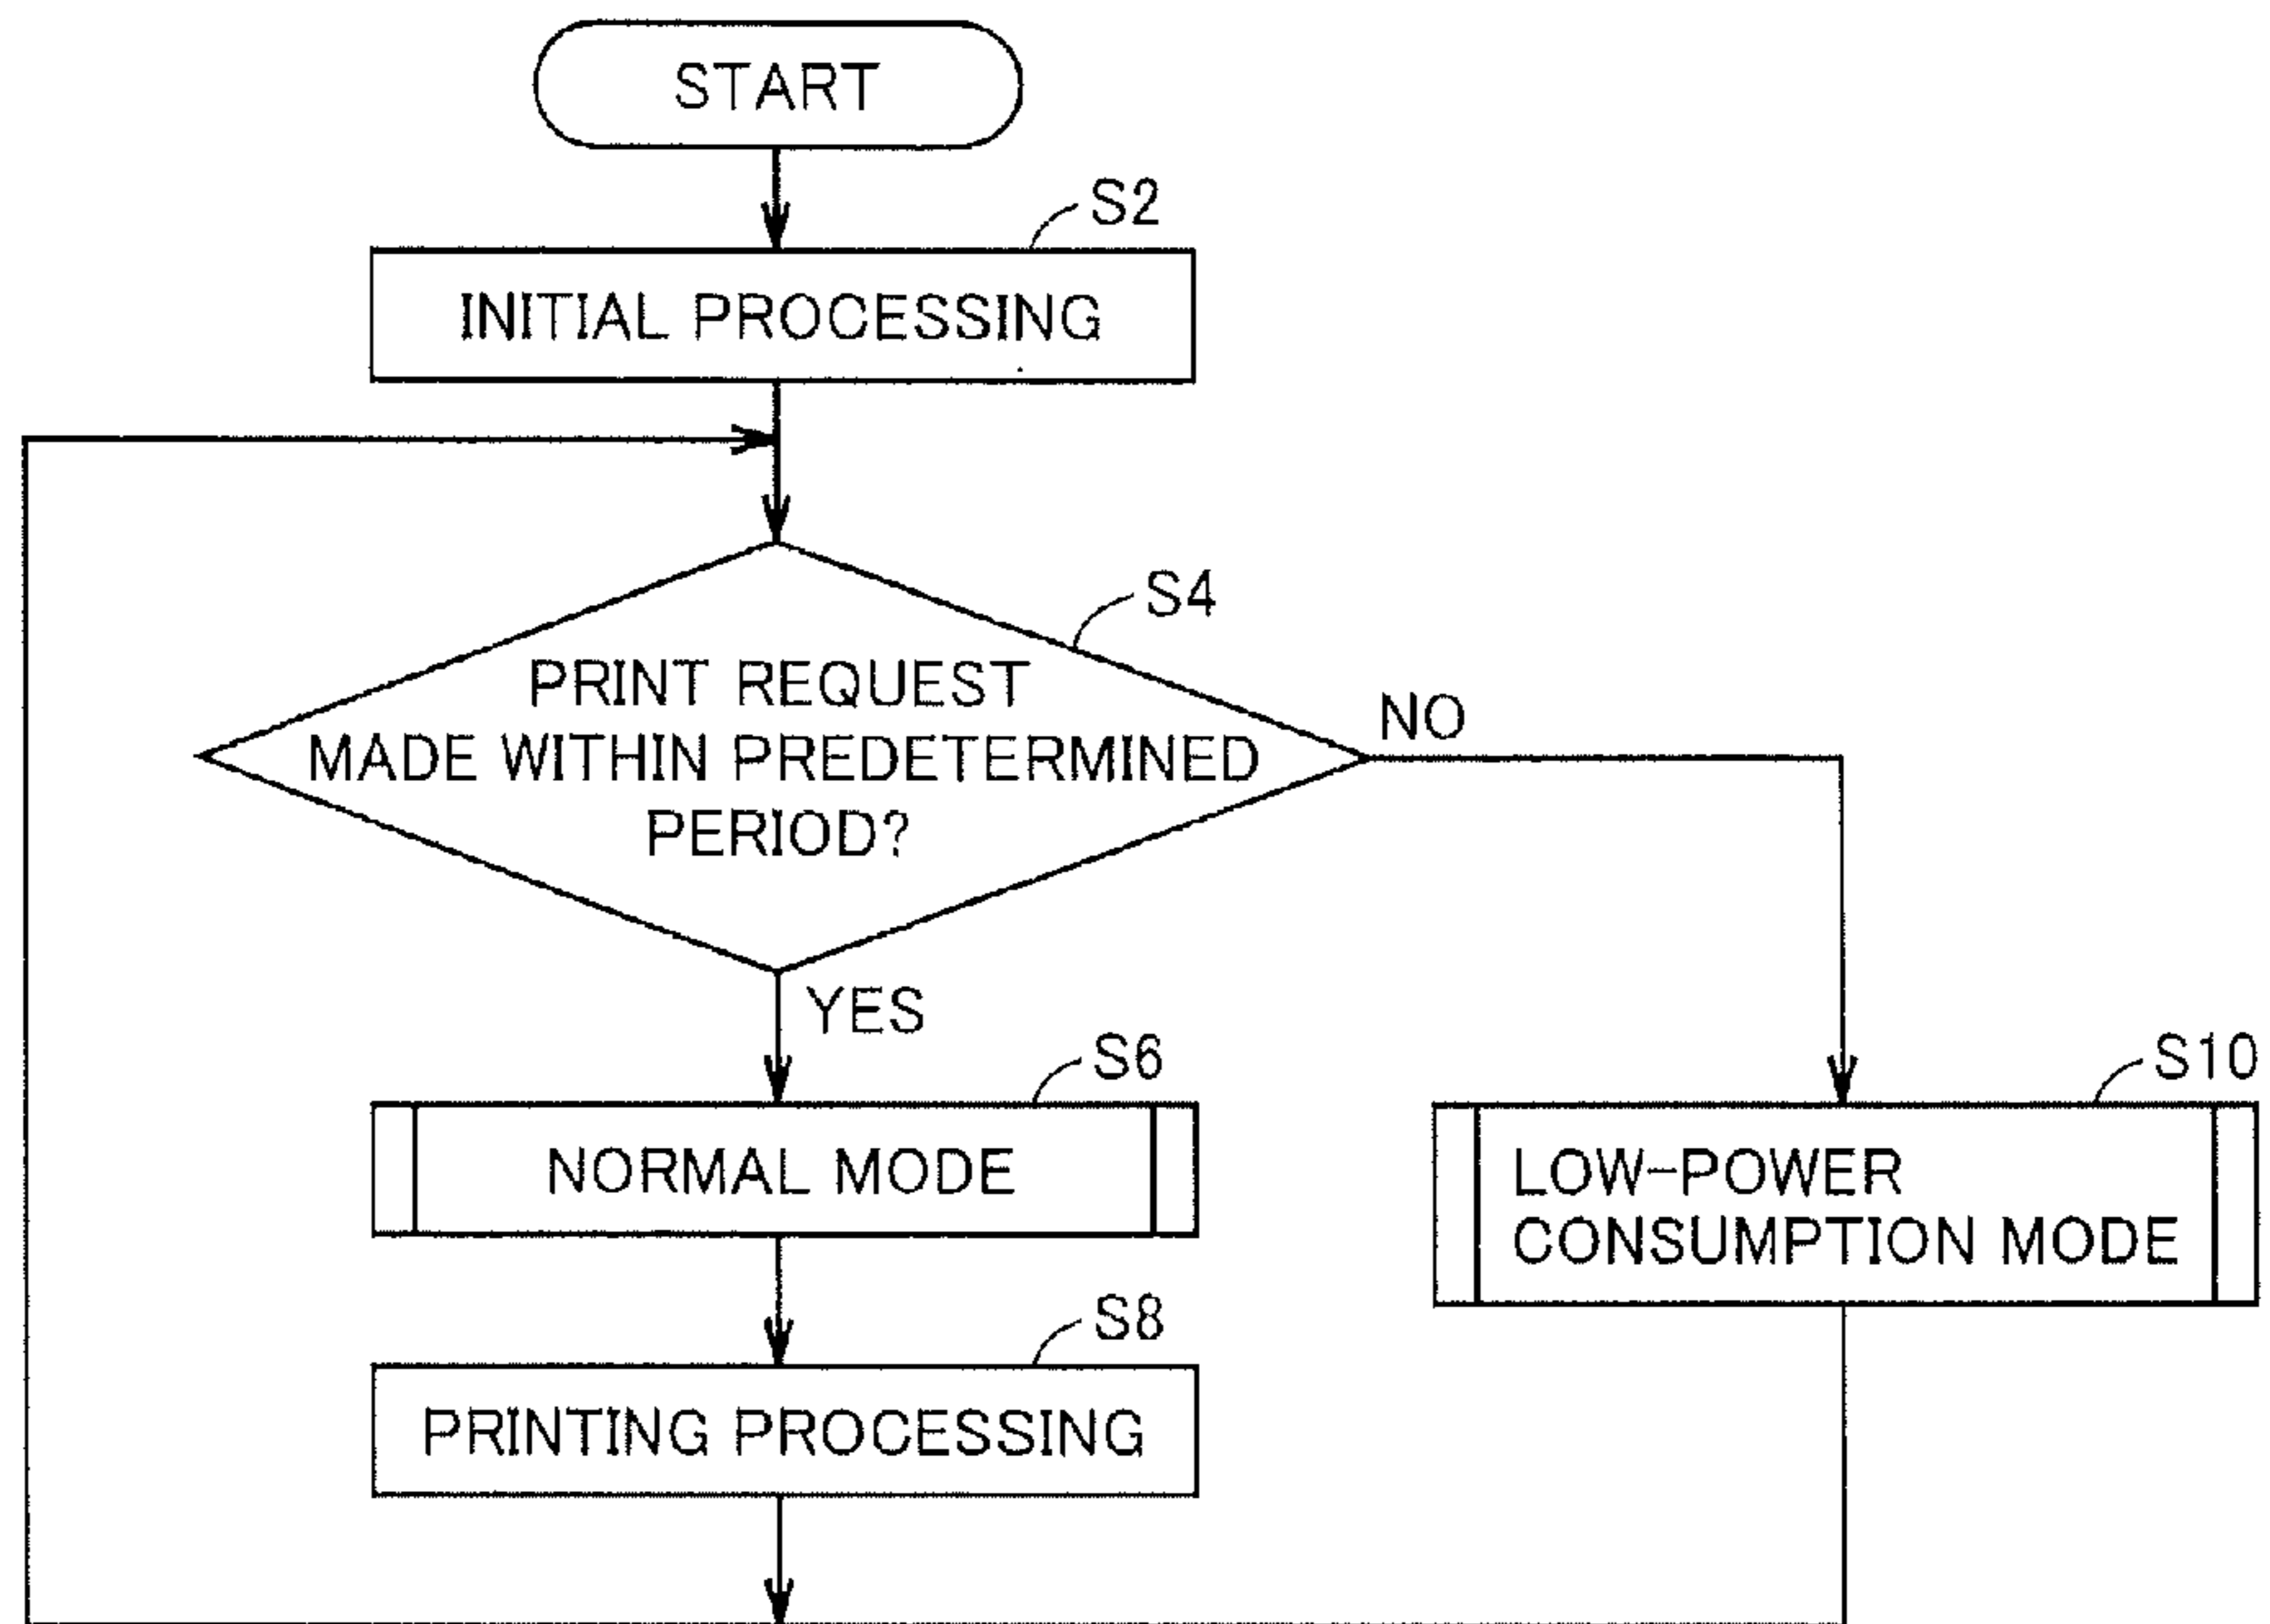 START
S2
INITIAL PROCESSING
S4
PRINT REQUEST
MADE WITHIN PREDETERMINED
PERIOD?
NO
YES
S6
NORMAL MODE
S10
LOW-POWER
CONSUMPTION MODE
S8
PRINTING PROCESSING